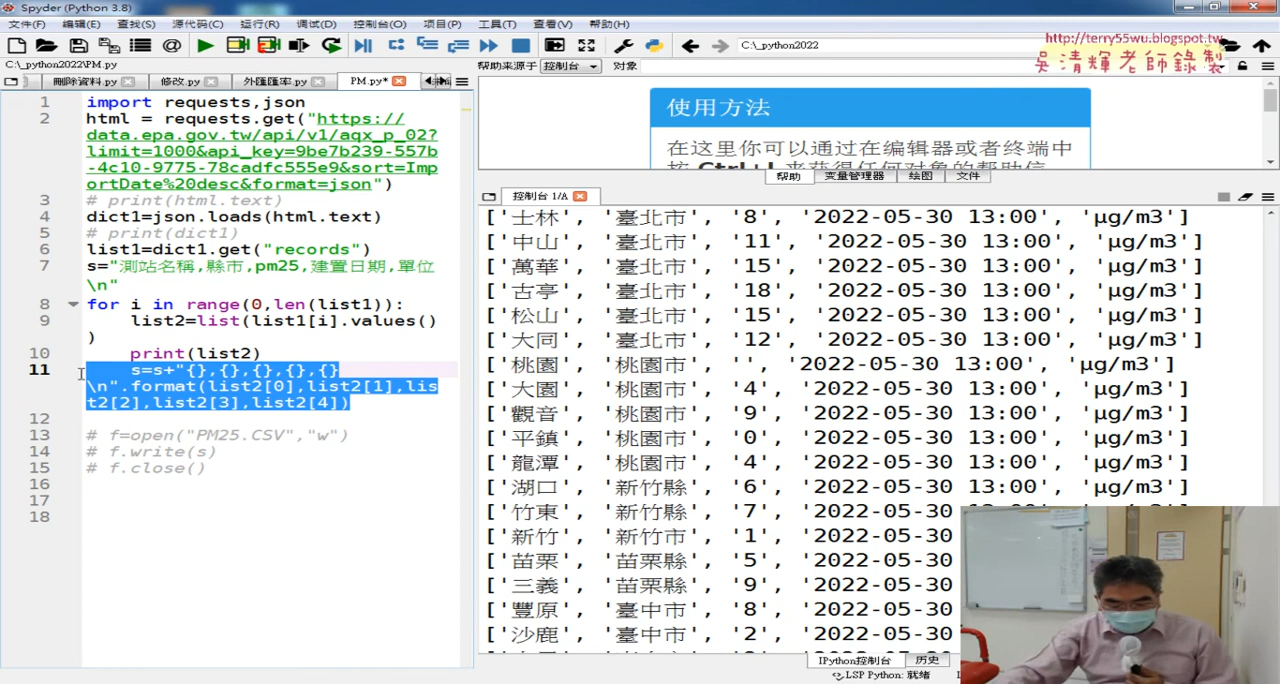 Spyder (Python 3.8)
文件(F) 编辑(E) 查找(S) 源代码(C) 运行(R) 调试(D) 控制台(O) 项目(P) 工具(T) 查看(V) 帮助(H)
C:\_python2022
http://terry55wu.blogspot.tw
吳清輝老師錄製
C:\_python2022\PM.py
帮助来源于 控制台 对象
刪除資料.py 修改.py 外匯匯率.py PM.py*
1 import requests,json
2 html = requests.get("https://
data.epa.gov.tw/api/v1/aqx_p_02?
limit=1000&api_key=9be7b239-557b
-4c10-9775-78cadfc555e9&sort=Imp
ortDate%20desc&format=json")
3 # print(html.text)
4 dict1=json.loads(html.text)
5 # print(dict1)
6 list1=dict1.get("records")
7 s="測站名稱,縣市,pm25,建置日期,單位
\n"
8 for i in range(0,len(list1)):
9 list2=list(list1[i].values()
)
10 print(list2)
11 s=s+"{},{},{},{},{}
\n".format(list2[0],list2[1],lis
t2[2],list2[3],list2[4])
12
13 # f=open("PM25.CSV","w")
14 # f.write(s)
15 # f.close()
16
17
18
使用方法
在这里你可以通过在编辑器或者终端中
帮助 变量管理器 绘图 文件
控制台 1/A
['士林', '臺北市', '8', '2022-05-30 13:00', 'μg/m3']
['中山', '臺北市', '11', '2022-05-30 13:00', 'μg/m3']
['萬華', '臺北市', '15', '2022-05-30 13:00', 'μg/m3']
['古亭', '臺北市', '18', '2022-05-30 13:00', 'μg/m3']
['松山', '臺北市', '15', '2022-05-30 13:00', 'μg/m3']
['大同', '臺北市', '12', '2022-05-30 13:00', 'μg/m3']
['桃園', '桃園市', '', '2022-05-30 13:00', 'μg/m3']
['大園', '桃園市', '4', '2022-05-30 13:00', 'μg/m3']
['觀音', '桃園市', '9', '2022-05-30 13:00', 'μg/m3']
['平鎮', '桃園市', '0', '2022-05-30 13:00', 'μg/m3']
['龍潭', '桃園市', '4', '2022-05-30 13:00', 'μg/m3']
['湖口', '新竹縣', '6', '2022-05-30 13:00', 'μg/m3']
['竹東', '新竹縣', '7', '2022-05-30
['新竹', '新竹市', '1', '2022-05-30
['苗栗', '苗栗縣', '5', '2022-05-30
['三義', '苗栗縣', '9', '2022-05-30
['豐原', '臺中市', '8', '2022-05-30
['沙鹿', '臺中市', '2', '2022-05-30
IPython控制台 历史
LSP Python: 就绪